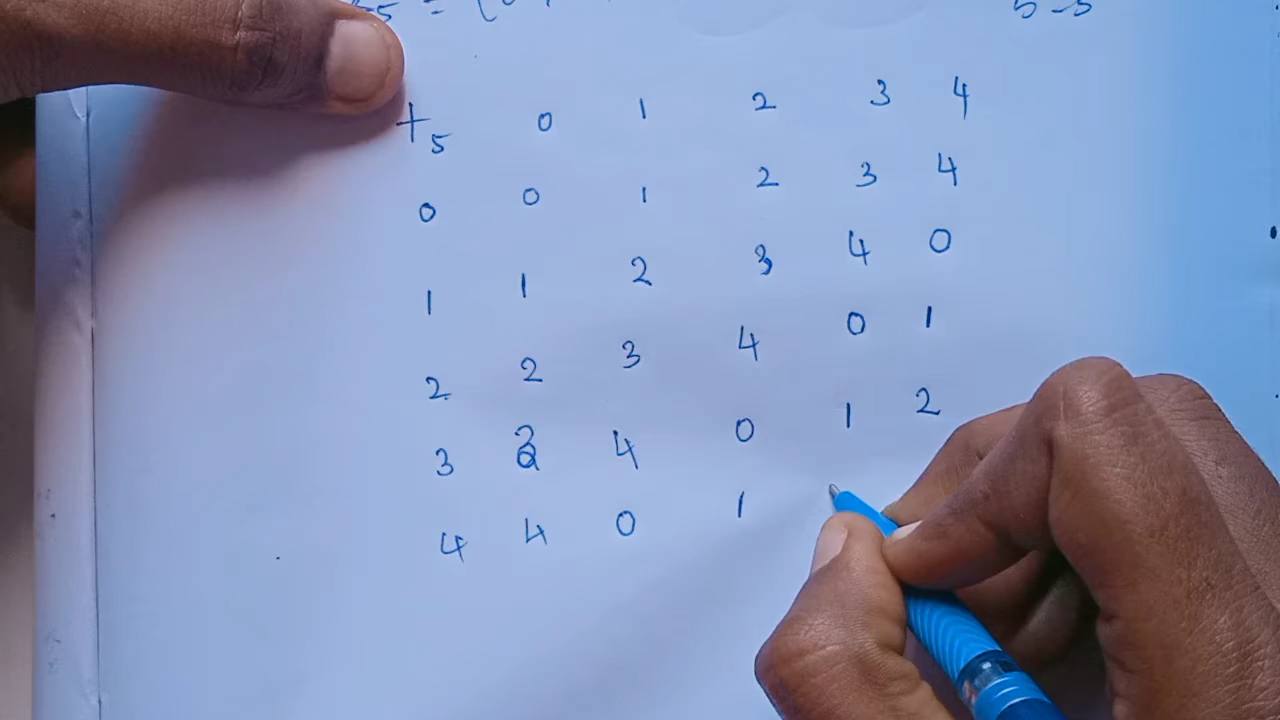 +5 0 1 2 3 4
0 0 1 2 3 4
1 1 2 3 4 0
2 2 3 4 0 1
3 3 4 0 1 2
4 4 0 1